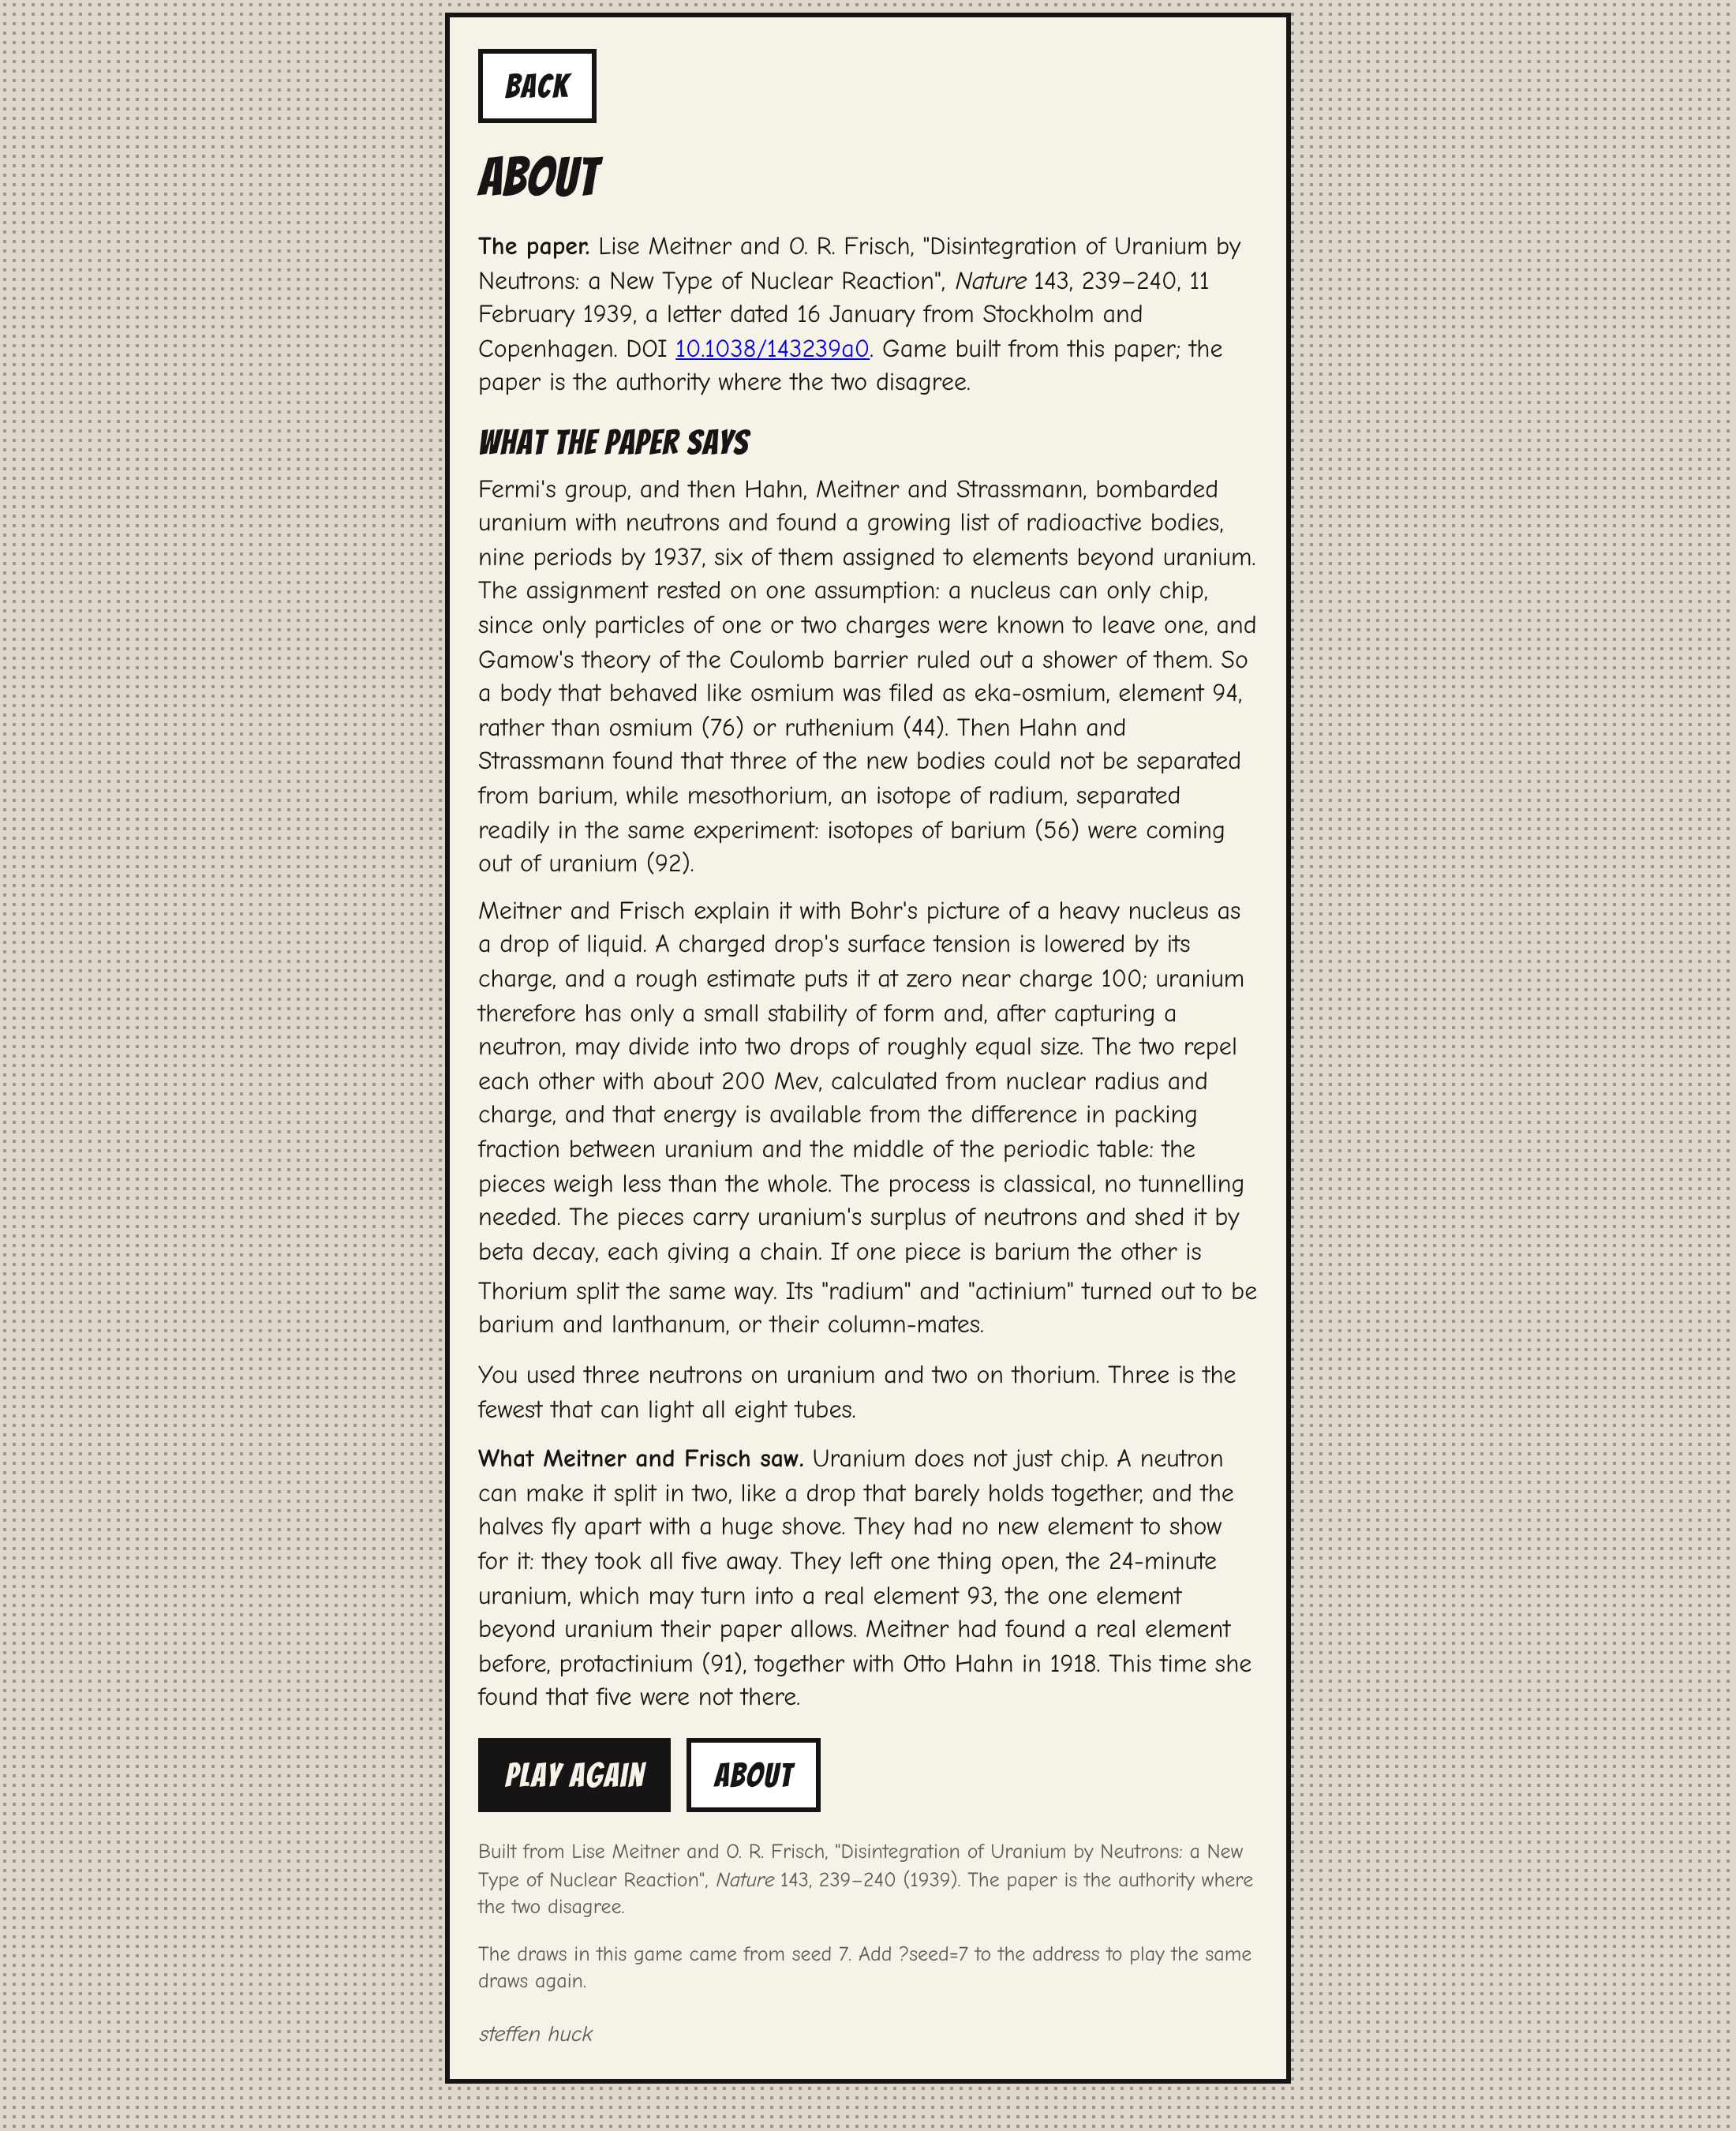 BACK
ABOUT
The paper. Lise Meitner and O. R. Frisch, "Disintegration of Uranium by
Neutrons: a New Type of Nuclear Reaction", Nature 143, 239–240, 11
February 1939, a letter dated 16 January from Stockholm and
Copenhagen. DOI 10.1038/143239a0. Game built from this paper; the
paper is the authority where the two disagree.
WHAT THE PAPER SAYS
Fermi's group, and then Hahn, Meitner and Strassmann, bombarded
uranium with neutrons and found a growing list of radioactive bodies,
nine periods by 1937, six of them assigned to elements beyond uranium.
The assignment rested on one assumption: a nucleus can only chip,
since only particles of one or two charges were known to leave one, and
Gamow's theory of the Coulomb barrier ruled out a shower of them. So
a body that behaved like osmium was filed as eka-osmium, element 94,
rather than osmium (76) or ruthenium (44). Then Hahn and
Strassmann found that three of the new bodies could not be separated
from barium, while mesothorium, an isotope of radium, separated
readily in the same experiment: isotopes of barium (56) were coming
out of uranium (92).
Meitner and Frisch explain it with Bohr's picture of a heavy nucleus as
a drop of liquid. A charged drop's surface tension is lowered by its
charge, and a rough estimate puts it at zero near charge 100; uranium
therefore has only a small stability of form and, after capturing a
neutron, may divide into two drops of roughly equal size. The two repel
each other with about 200 Mev, calculated from nuclear radius and
charge, and that energy is available from the difference in packing
fraction between uranium and the middle of the periodic table: the
pieces weigh less than the whole. The process is classical, no tunnelling
needed. The pieces carry uranium's surplus of neutrons and shed it by
beta decay, each giving a chain. If one piece is barium the other is
Thorium split the same way. Its "radium" and "actinium" turned out to be
barium and lanthanum, or their column-mates.
You used three neutrons on uranium and two on thorium. Three is the
fewest that can light all eight tubes.
What Meitner and Frisch saw. Uranium does not just chip. A neutron
can make it split in two, like a drop that barely holds together, and the
halves fly apart with a huge shove. They had no new element to show
for it: they took all five away. They left one thing open, the 24-minute
uranium, which may turn into a real element 93, the one element
beyond uranium their paper allows. Meitner had found a real element
before, protactinium (91), together with Otto Hahn in 1918. This time she
found that five were not there.
PLAY AGAIN ABOUT
Built from Lise Meitner and O. R. Frisch, "Disintegration of Uranium by Neutrons: a New
Type of Nuclear Reaction", Nature 143, 239–240 (1939). The paper is the authority where
the two disagree.
The draws in this game came from seed 7. Add ?seed=7 to the address to play the same
draws again.
steffen huck